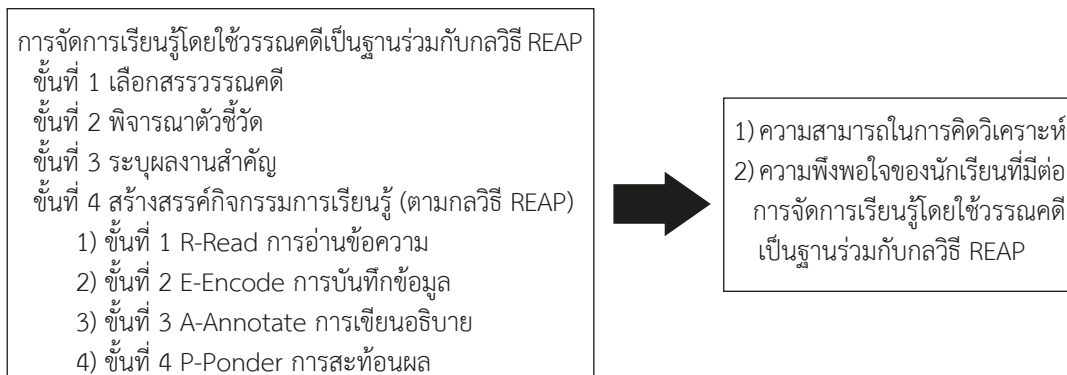 การจัดการเรียนรู้โดยใช้วรรณคดีเป็นฐานร่วมกับกลวิธี REAP
ขั้นที่ 1 เลือกสรรวรรณคดี
ขั้นที่ 2 พิจารณาตัวชี้วัด
ขั้นที่ 3 ระบุผลงานสำคัญ
ขั้นที่ 4 สร้างสรรค์กิจกรรมการเรียนรู้ (ตามกลวิธี REAP)
1) ขั้นที่ 1 R-Read การอ่านข้อความ
2) ขั้นที่ 2 E-Encode การบันทึกข้อมูล
3) ขั้นที่ 3 A-Annotate การเขียนอธิบาย
4) ขั้นที่ 4 P-Ponder การสะท้อนผล
1) ความสามารถในการคิดวิเคราะห์
2) ความพึงพอใจของนักเรียนที่มีต่อ
การจัดการเรียนรู้โดยใช้วรรณคดี
เป็นฐานร่วมกับกลวิธี REAP